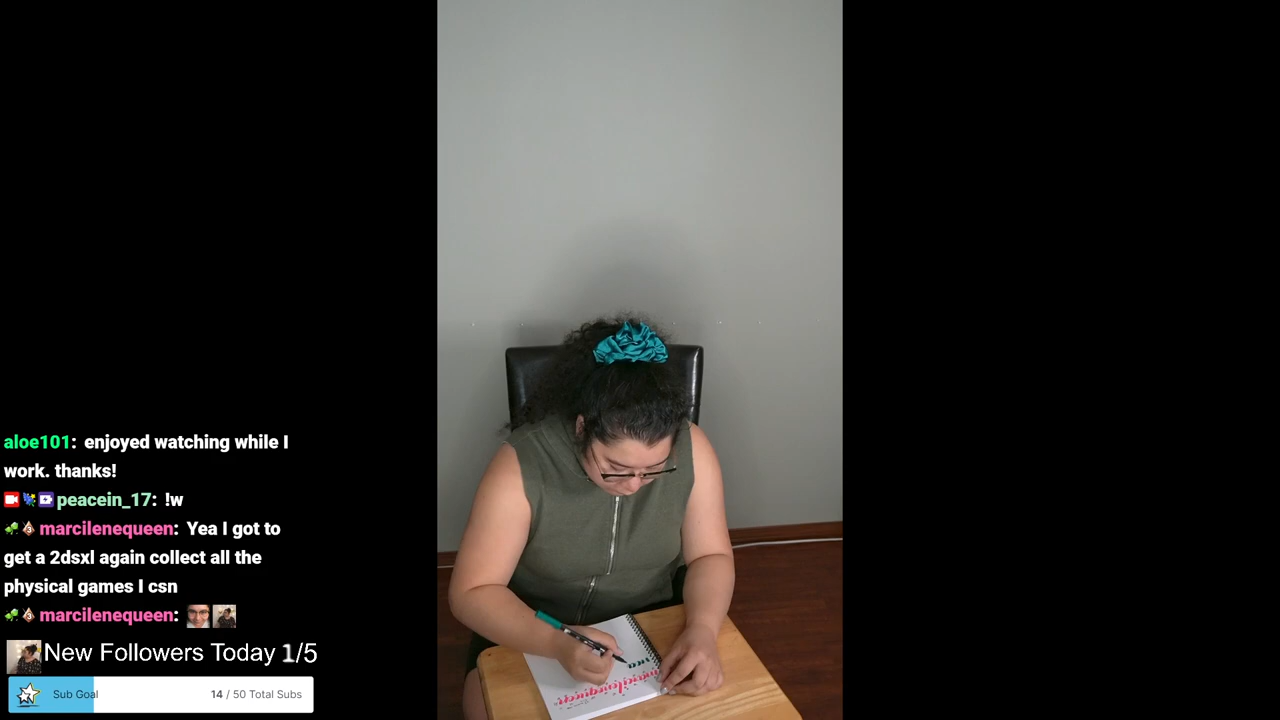 aloe101: enjoyed watching while I
work. thanks!
peacein_17: !w
marcilenequeen: Yea I got to
get a 2dsxl again collect all the
physical games I csn
marcilenequeen:
New Followers Today 1/5
Sub Goal 14 / 50 Total Subs